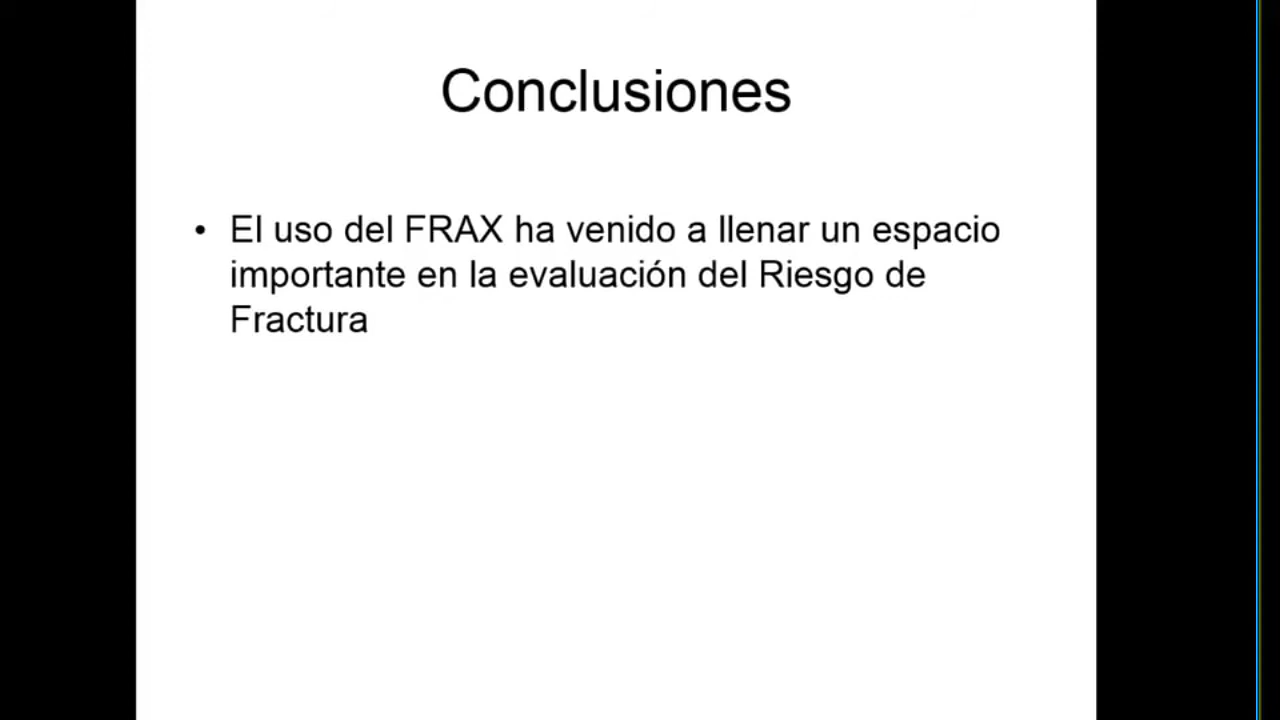 Conclusiones
• El uso del FRAX ha venido a llenar un espacio
importante en la evaluación del Riesgo de
Fractura